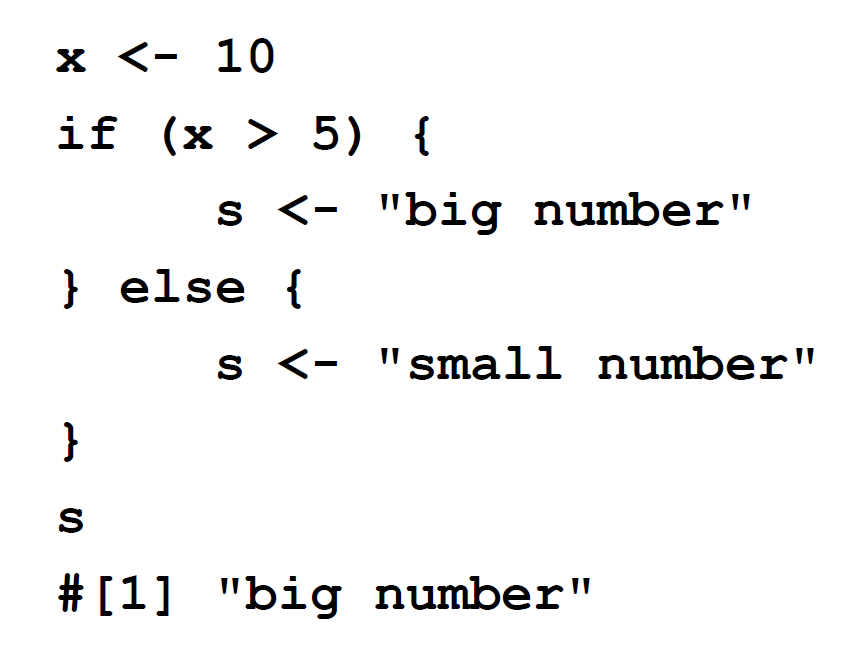 x <- 10
if (x > 5) {
     s <- "big number"
} else {
     s <- "small number"
}
s
#[1] "big number"